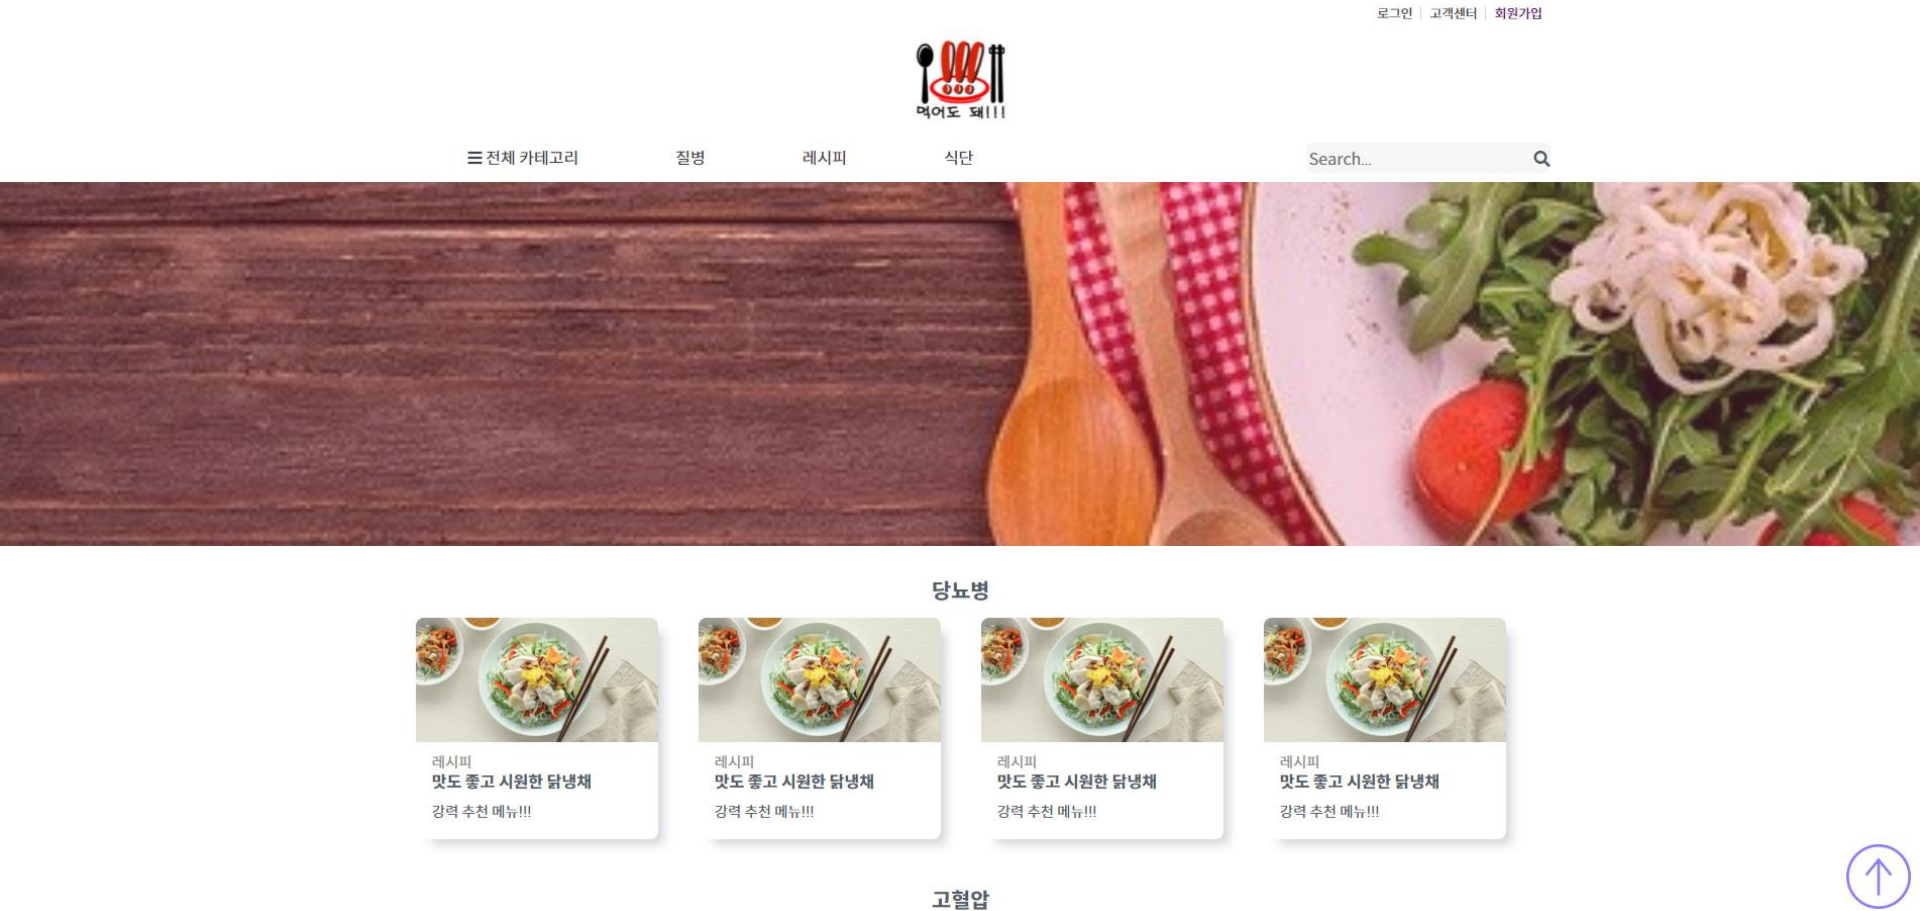 로그인
고객센터
회원가입
먹어도 돼!!!
전체 카테고리
질병
레시피
식단
Search...
당뇨병
레시피
맛도 좋고 시원한 닭냉채
강력 추천 메뉴!!!
레시피
맛도 좋고 시원한 닭냉채
강력 추천 메뉴!!!
레시피
맛도 좋고 시원한 닭냉채
강력 추천 메뉴!!!
레시피
맛도 좋고 시원한 닭냉채
강력 추천 메뉴!!!
고혈압